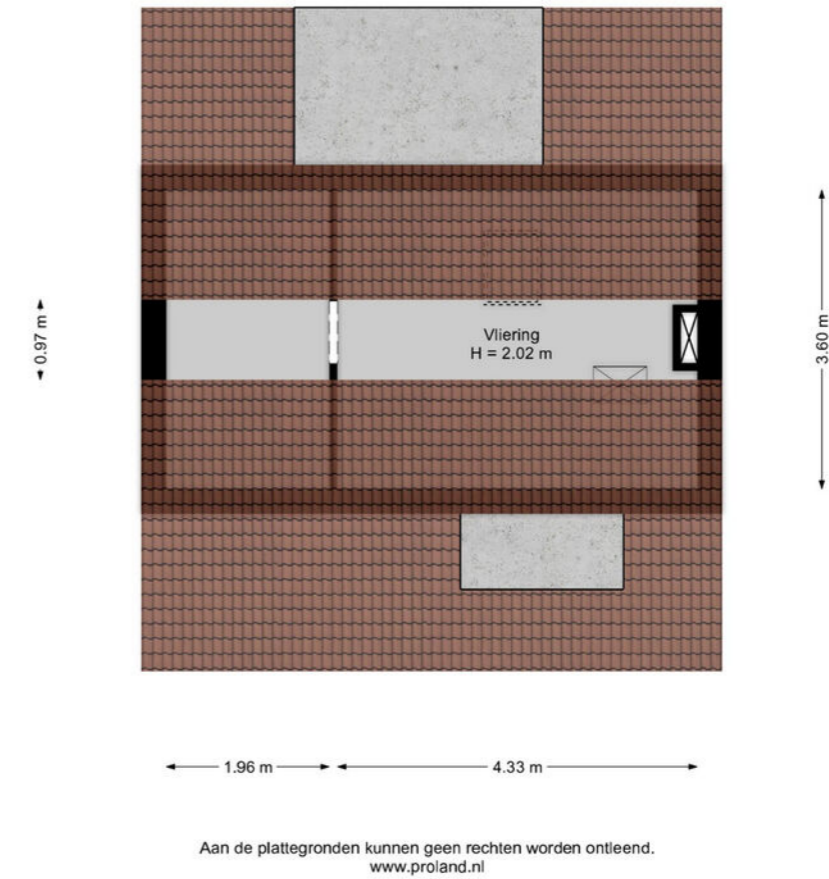 0.97 m
Vliering
H = 2.02 m
3.60 m
1.96 m
4.33 m
Aan de plattegronden kunnen geen rechten worden ontleend.
www.proland.nl